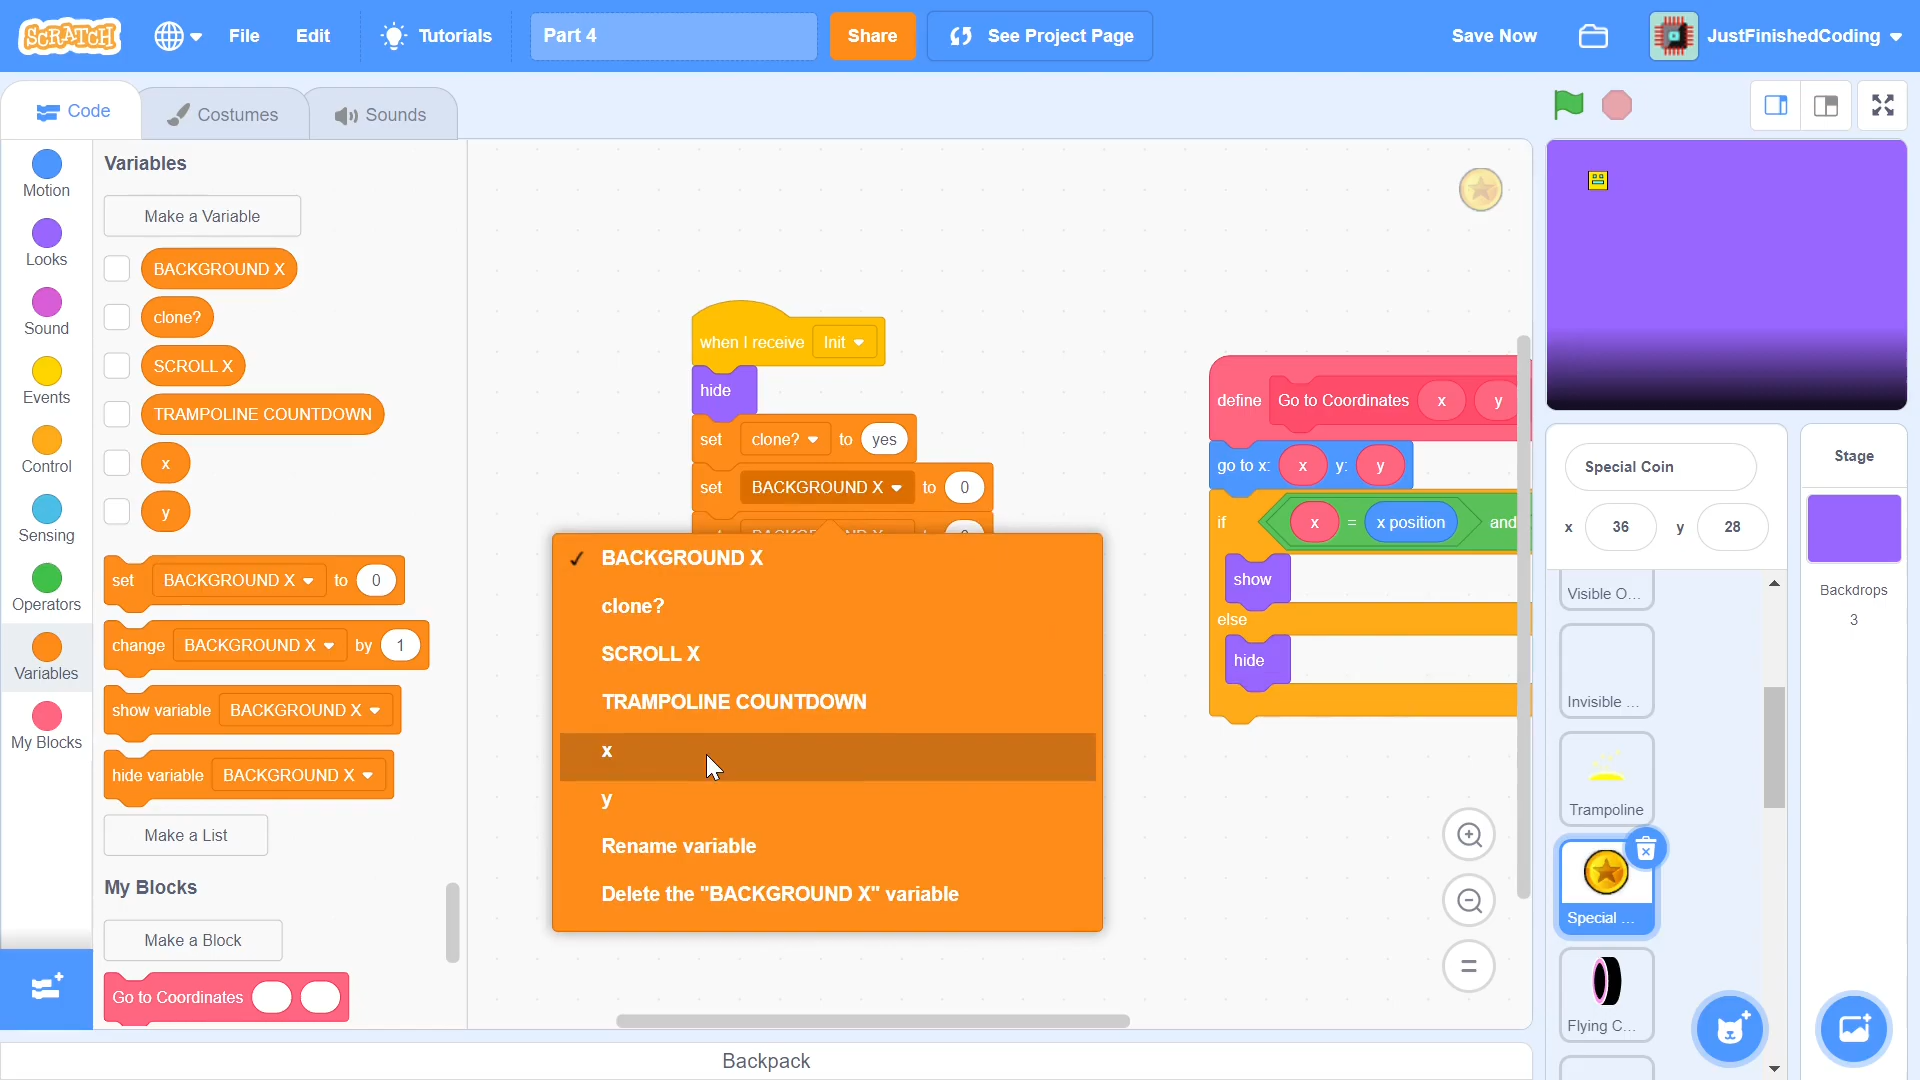 SCRATCH File Edit Tutorials Part 4 Share See Project Page Save Now JustFinishedCoding
Code Costumes Sounds
Motion
Looks
Sound
Events
Control
Sensing
Operators
Variables
My Blocks
Variables
Make a Variable
BACKGROUND X
clone?
SCROLL X
TRAMPOLINE COUNTDOWN
x
y
set BACKGROUND X to 0
change BACKGROUND X by 1
show variable BACKGROUND X
hide variable BACKGROUND X
Make a List
My Blocks
Make a Block
Go to Coordinates
when I receive Init
hide
set clone? to yes
set BACKGROUND X to 0
BACKGROUND X
clone?
SCROLL X
TRAMPOLINE COUNTDOWN
x
y
Rename variable
Delete the "BACKGROUND X" variable
define Go to Coordinates x y
go to x: x y: y
if x = x position and
show
else
hide
Special Coin
x 36 y 28
Visible O...
Invisible ...
Trampoline
Special ...
Flying C...
Stage
Backdrops
3
Backpack